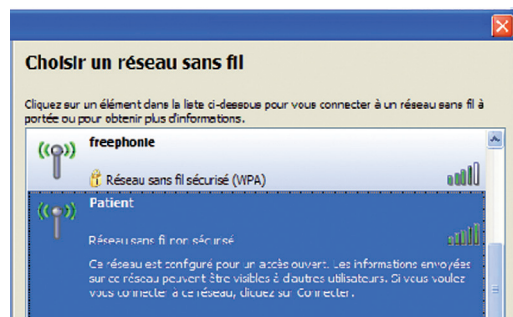 Choisir un réseau sans fil
Cliquez sur un élément dans la liste ci-dessous pour vous connecter à un réseau sans fil à
portée ou pour obtenir plus d'informations.
freephonie
Réseau sans fil sécurisé (WPA)
Patient
Réseau sans fil non sécurisé
Ce réseau est configuré pour un accès ouvert. Les informations envoyées
sur ce réseau peuvent être visibles à d'autres utilisateurs. Si vous voulez
vous connecter à ce réseau, cliquez sur Connecter.